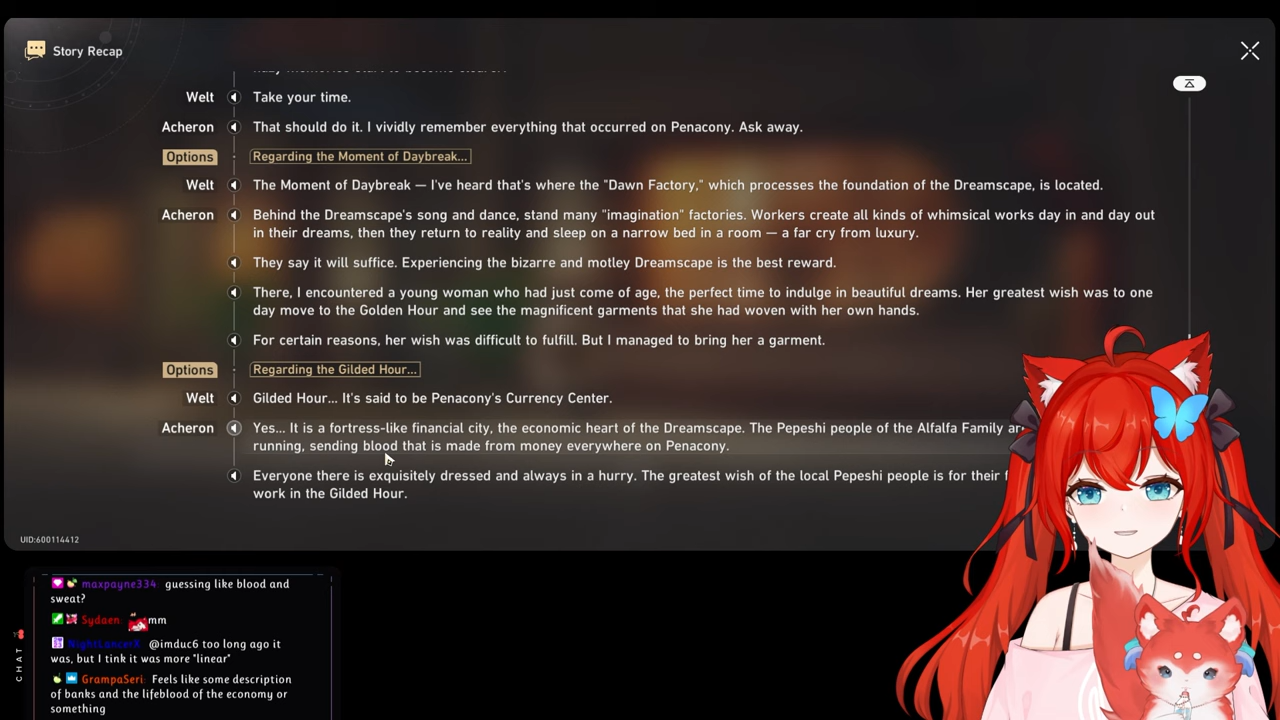 Story Recap
Welt Take your time.
Acheron That should do it. I vividly remember everything that occurred on Penacony. Ask away.
Options Regarding the Moment of Daybreak...
Welt The Moment of Daybreak — I've heard that's where the "Dawn Factory," which processes the foundation of the Dreamscape, is located.
Acheron Behind the Dreamscape's song and dance, stand many "imagination" factories. Workers create all kinds of whimsical works day in and day out
in their dreams, then they return to reality and sleep on a narrow bed in a room — a far cry from luxury.
They say it will suffice. Experiencing the bizarre and motley Dreamscape is the best reward.
There, I encountered a young woman who had just come of age, the perfect time to indulge in beautiful dreams. Her greatest wish was to one
day move to the Golden Hour and see the magnificent garments that she had woven with her own hands.
For certain reasons, her wish was difficult to fulfill. But I managed to bring her a garment.
Options Regarding the Gilded Hour...
Welt Gilded Hour... It's said to be Penacony's Currency Center.
Acheron Yes... It is a fortress-like financial city, the economic heart of the Dreamscape. The Pepeshi people of the Alfalfa Family
running, sending blood that is made from money everywhere on Penacony.
Everyone there is exquisitely dressed and always in a hurry. The greatest wish of the local Pepeshi people is for their
work in the Gilded Hour.
UID:600114412
CHAT
maxpayne334: guessing like blood and
sweat?
Sydaen: mm
NightLancerX: @imduc6 too long ago it
was, but I tink it was more "linear"
GrampaSeri: Feels like some description
of banks and the lifeblood of the economy or
something